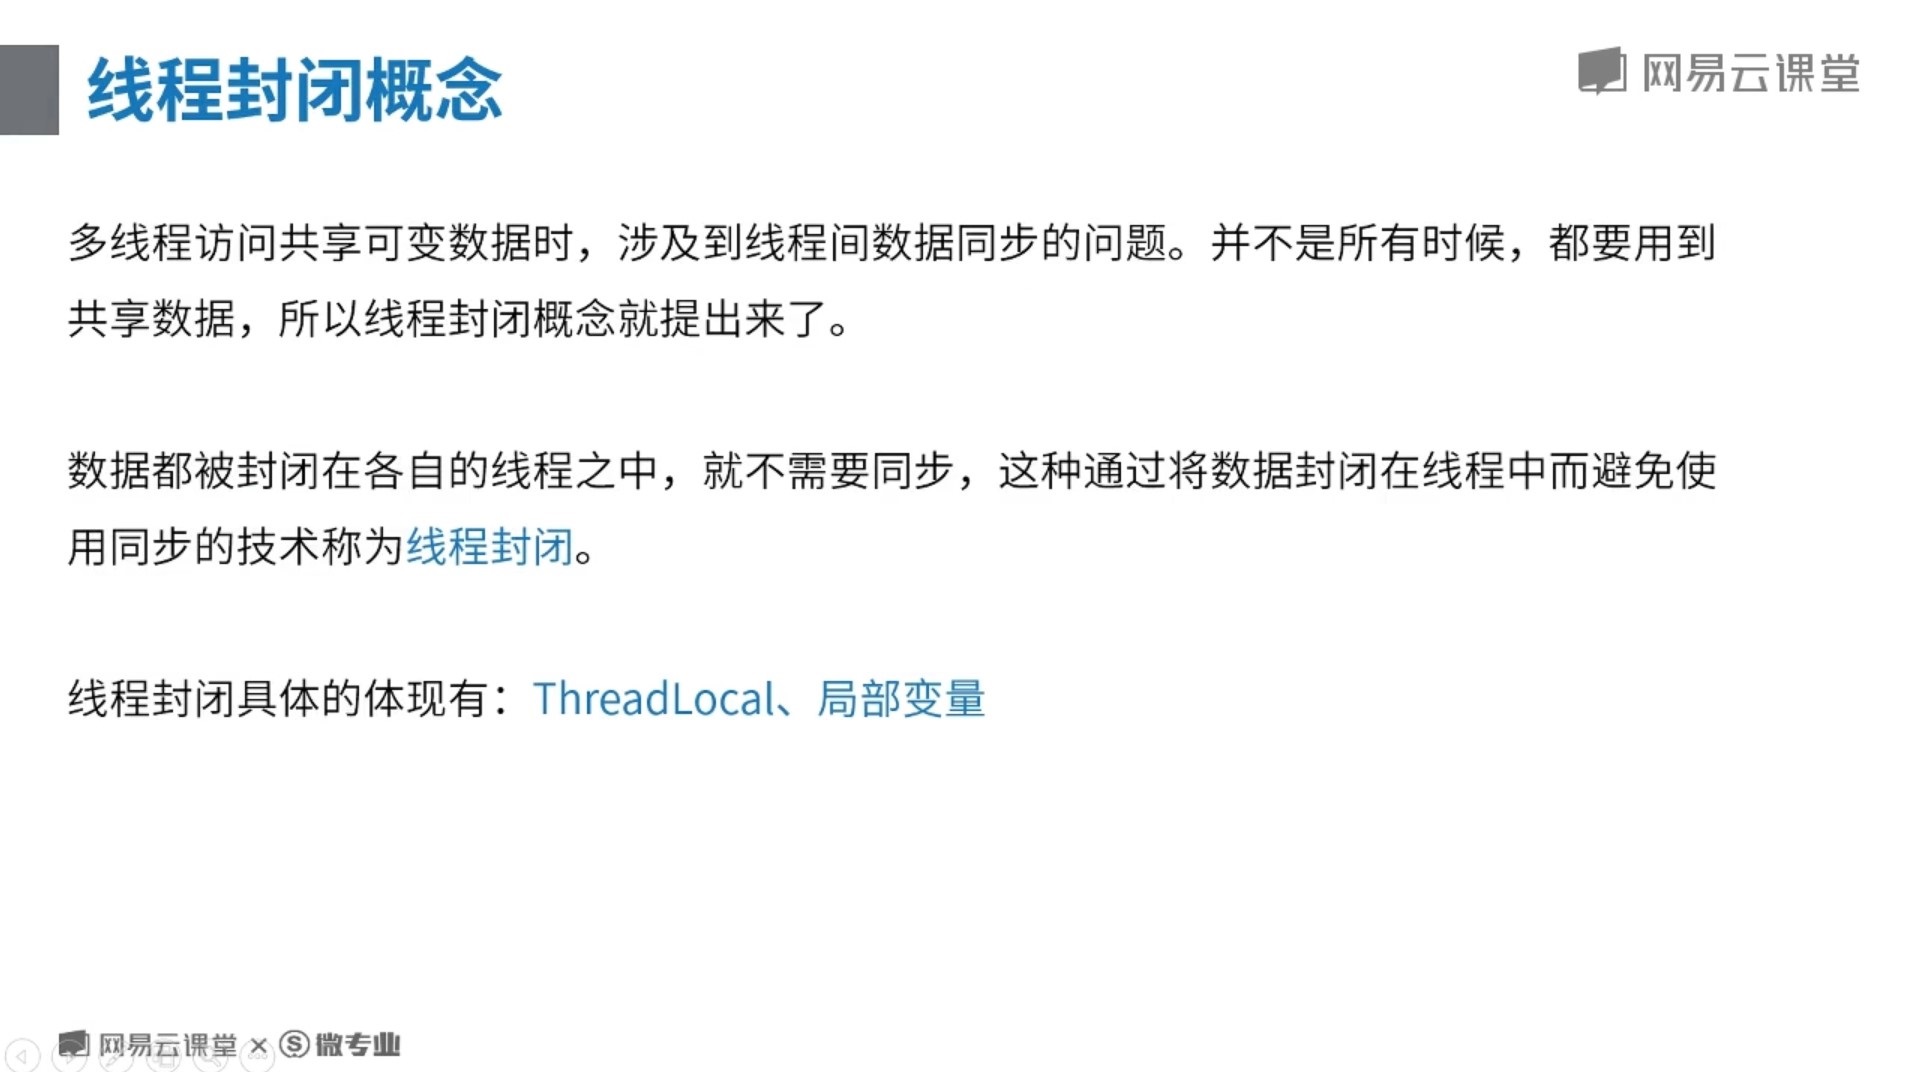 线程封闭概念
网易云课堂
多线程访问共享可变数据时，涉及到线程间数据同步的问题。并不是所有时候，都要用到
共享数据，所以线程封闭概念就提出来了。
数据都被封闭在各自的线程之中，就不需要同步，这种通过将数据封闭在线程中而避免使
用同步的技术称为线程封闭。
线程封闭具体的体现有：ThreadLocal、局部变量
网易云课堂 × Ⓢ微专业